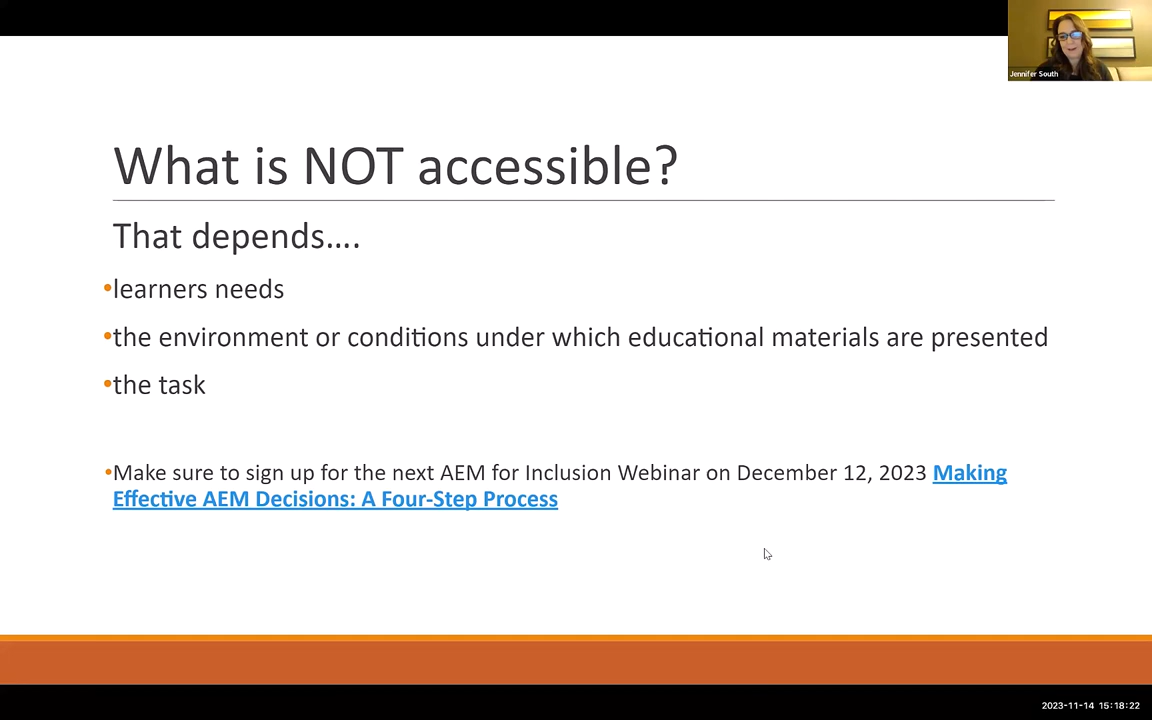 Jennifer South
What is NOT accessible?
That depends....
•learners needs
•the environment or conditions under which educational materials are presented
•the task
•Make sure to sign up for the next AEM for Inclusion Webinar on December 12, 2023 Making
Effective AEM Decisions: A Four-Step Process
2023-11-14 15:18:22